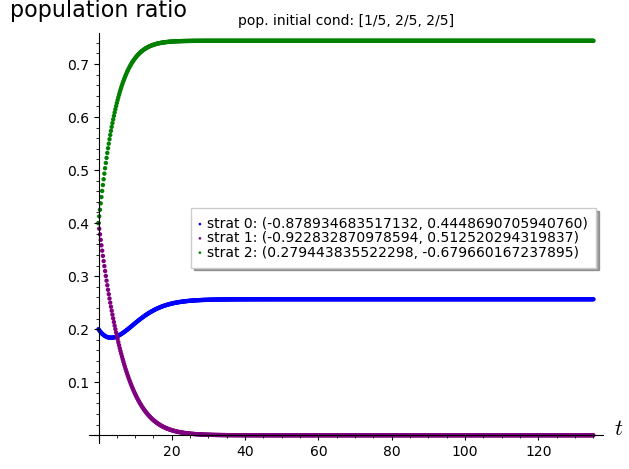 population ratio
pop. initial cond: [1/5, 2/5, 2/5]
0.7
0.6
0.5
0.4
strat 0: (-0.878934683517132, 0.4448690705940760)
strat 1: (-0.922832870978594, 0.512520294319837)
strat 2: (0.279443835522298, -0.679660167237895)
0.3
0.2
0.1
t
20 40 60 80 100 120